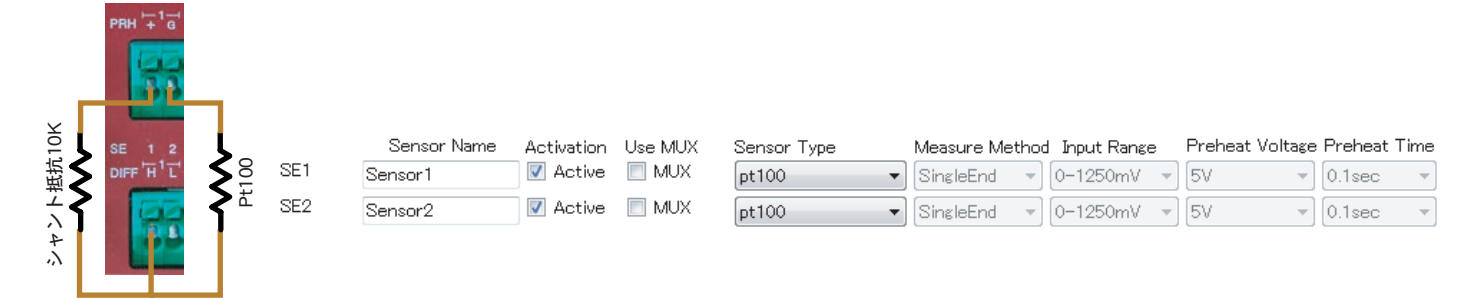 PRH + 1 G
シャント抵抗10K
SE 1 2
DIFF H 1 L
Pt100
Sensor Name Activation Use MUX Sensor Type Measure Method Input Range Preheat Voltage Preheat Time
SE1 Sensor1 Active MUX pt100 SingleEnd 0-1250mV 5V 0.1sec
SE2 Sensor2 Active MUX pt100 SingleEnd 0-1250mV 5V 0.1sec